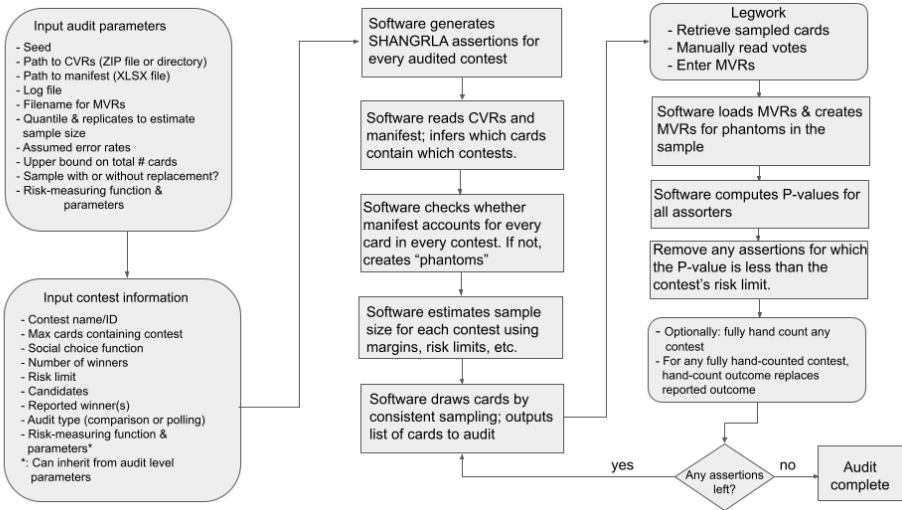 Input audit parameters
- Seed
- Path to CVRs (ZIP file or directory)
- Path to manifest (XLSX file)
- Log file
- Filename for MVRs
- Quantile & replicates to estimate
sample size
- Assumed error rates
- Upper bound on total # cards
- Sample with or without replacement?
- Risk-measuring function &
parameters
Input contest information
- Contest name/ID
- Max cards containing contest
- Social choice function
- Number of winners
- Risk limit
- Candidates
- Reported winner(s)
- Audit type (comparison or polling)
- Risk-measuring function &
parameters*
*: Can inherit from audit level
parameters
Software generates
SHANGRLA assertions for
every audited contest
Software reads CVRs and
manifest; infers which cards
contain which contests.
Software checks whether
manifest accounts for every
card in every contest. If not,
creates “phantoms”
Software estimates sample
size for each contest using
margins, risk limits, etc.
Software draws cards by
consistent sampling; outputs
list of cards to audit
Legwork
- Retrieve sampled cards
- Manually read votes
- Enter MVRs
Software loads MVRs & creates
MVRs for phantoms in the
sample
Software computes P-values for
all assorters
Remove any assertions for which
the P-value is less than the
contest's risk limit.
- Optionally: fully hand count any
contest
- For any fully hand-counted contest,
hand-count outcome replaces
reported outcome
Any assertions
left?
yes
no
Audit
complete